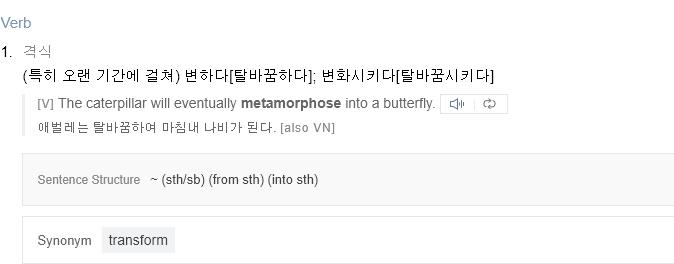 Verb
1. 격식
(특히 오랜 기간에 걸쳐) 변하다[탈바꿈하다]; 변화시키다[탈바꿈시키다]
[V] The caterpillar will eventually metamorphose into a butterfly.
애벌레는 탈바꿈하여 마침내 나비가 된다. [also VN]
Sentence Structure ~ (sth/sb) (from sth) (into sth)
Synonym transform